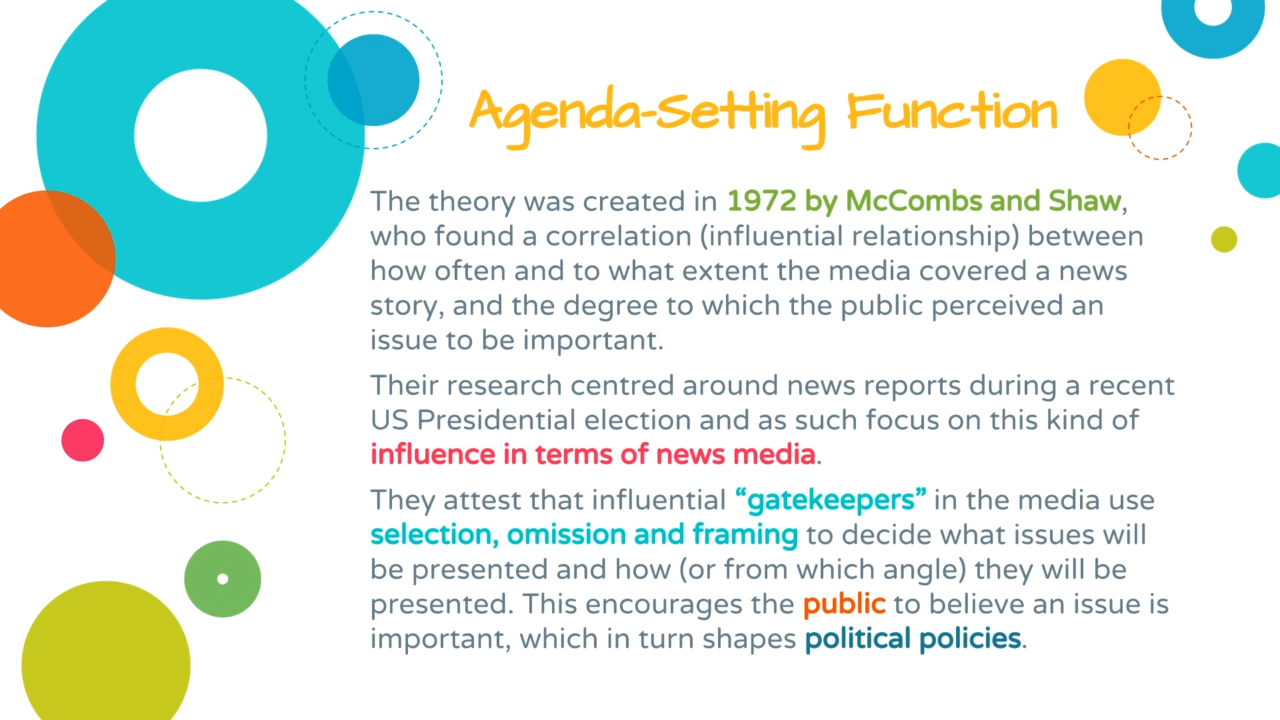 Agenda-Setting Function
The theory was created in 1972 by McCombs and Shaw,
who found a correlation (influential relationship) between
how often and to what extent the media covered a news
story, and the degree to which the public perceived an
issue to be important.
Their research centred around news reports during a recent
US Presidential election and as such focus on this kind of
influence in terms of news media.
They attest that influential “gatekeepers” in the media use
selection, omission and framing to decide what issues will
be presented and how (or from which angle) they will be
presented. This encourages the public to believe an issue is
important, which in turn shapes political policies.